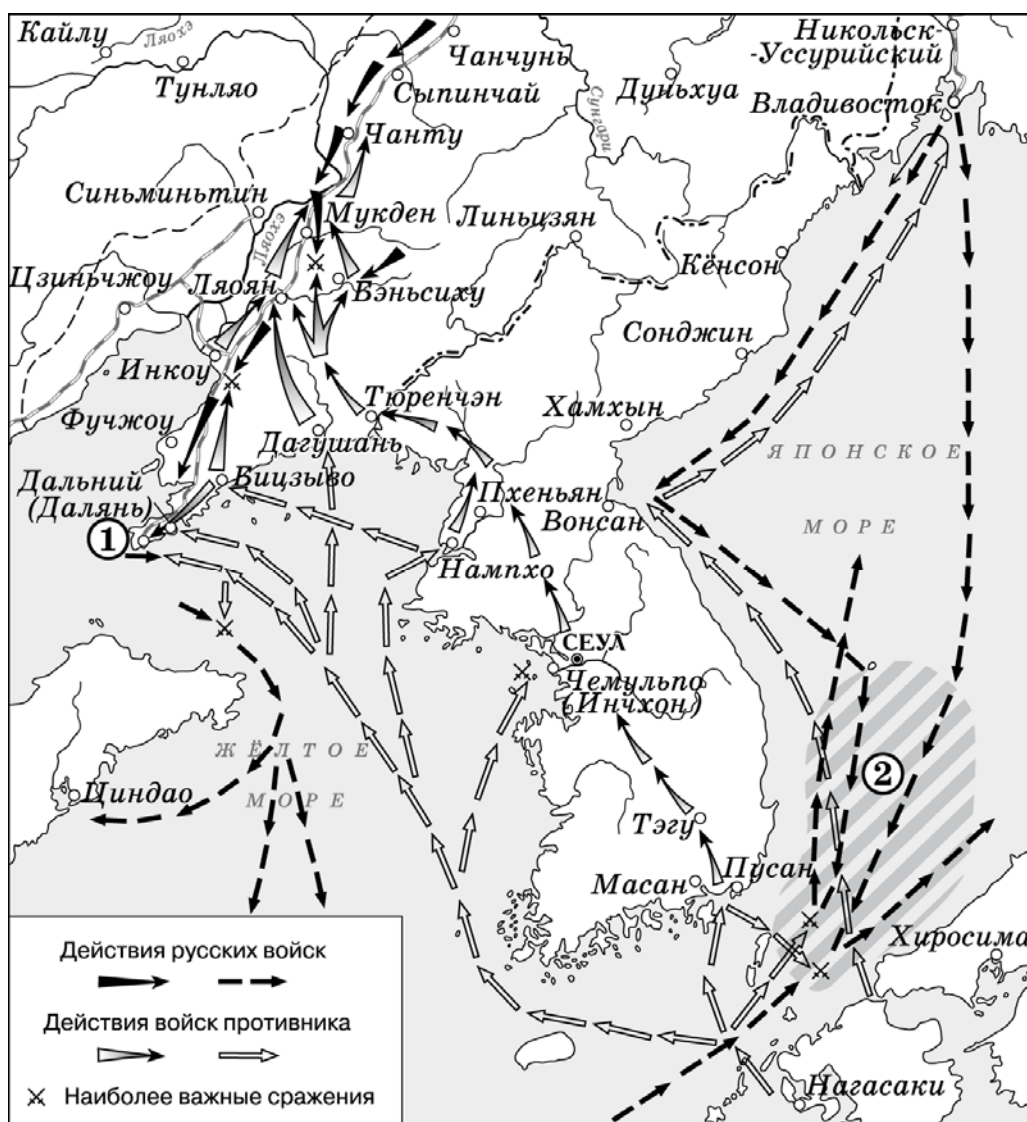 Кайлу
Ляохэ
Тунляо
Чанчунь
Сыпинчай
Чанту
Сунгари
Дуньхуа
Никольск-
-Уссурийский
Владивосток
Синьминьтин
Ляохэ
Мукден
Линьцзян
Кёнсон
Цзиньчжоу
Ляоян
Бэньсиху
Сонджин
Инкоу
Тюренчэн
Хамхын
Фучжоу
Дагушань
ЯПОНСКОЕ
МОРЕ
Дальний
(Далянь)
Бицзыво
Пхеньян
Вонсан
1
Нампхо
СЕУЛ
Чемульпо
(Инчхон)
ЖЁЛТОЕ
МОРЕ
2
Циндао
Тэгу
Масан
Пусан
Хиросима
Нагасаки
Действия русских войск
Действия войск противника
Наиболее важные сражения